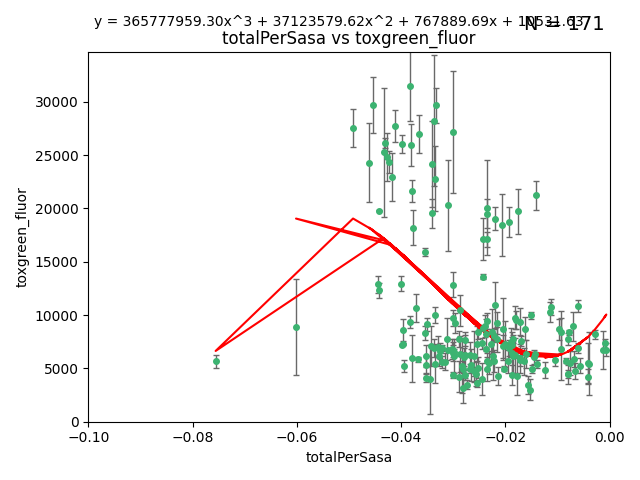 y = 365777959.30x^3 + 37123579.62x^2 + 767889.69x +
N = 171
totalPerSasa vs toxgreen_fluor
30000
25000
20000
15000
10000
5000
0
toxgreen_fluor
−0.10 −0.08 −0.06 −0.04 −0.02 0.00
totalPerSasa